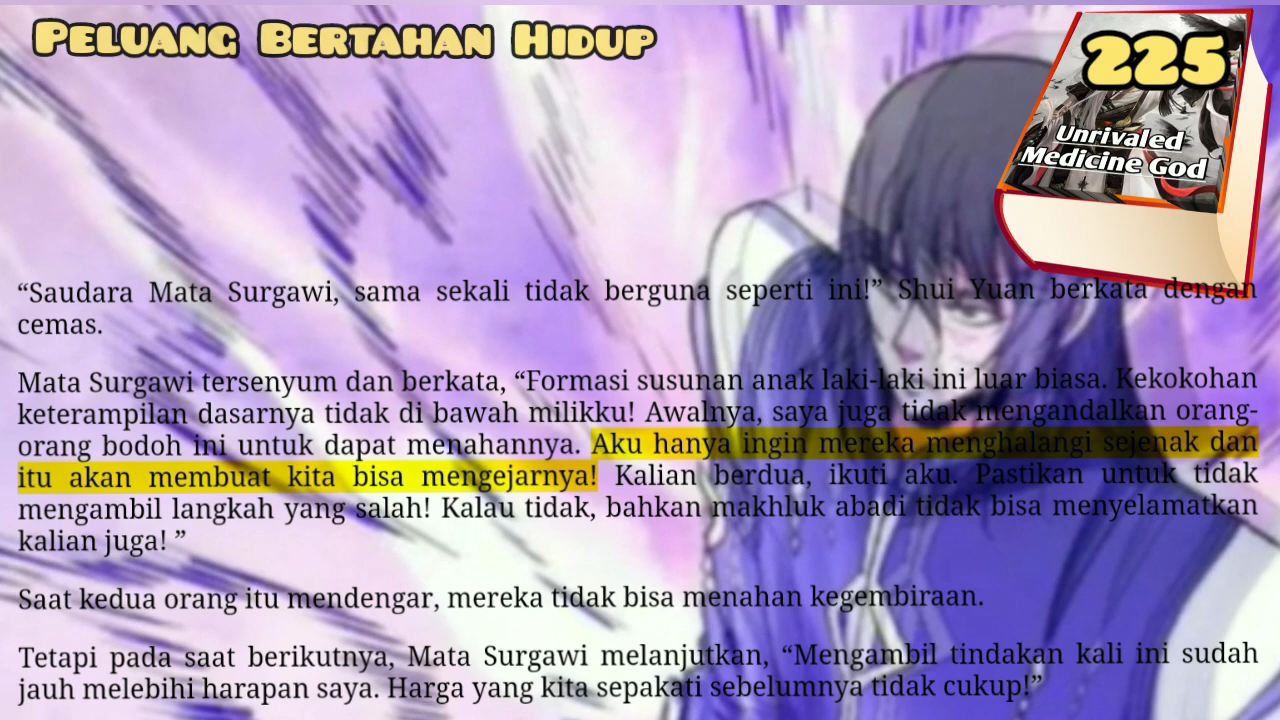 Peluang Bertahan Hidup
225
Unrivaled
Medicine God
“Saudara Mata Surgawi, sama sekali tidak berguna seperti ini!” Shui Yuan berkata dengan
cemas.
Mata Surgawi tersenyum dan berkata, “Formasi susunan anak laki-laki ini luar biasa. Kekokohan
keterampilan dasarnya tidak di bawah milikku! Awalnya, saya juga tidak mengandalkan orang-
orang bodoh ini untuk dapat menahannya. Aku hanya ingin mereka menghalangi sejenak dan
itu akan membuat kita bisa mengejarnya! Kalian berdua, ikuti aku. Pastikan untuk tidak
mengambil langkah yang salah! Kalau tidak, bahkan makhluk abadi tidak bisa menyelamatkan
kalian juga! ”
Saat kedua orang itu mendengar, mereka tidak bisa menahan kegembiraan.
Tetapi pada saat berikutnya, Mata Surgawi melanjutkan, “Mengambil tindakan kali ini sudah
jauh melebihi harapan saya. Harga yang kita sepakati sebelumnya tidak cukup!”